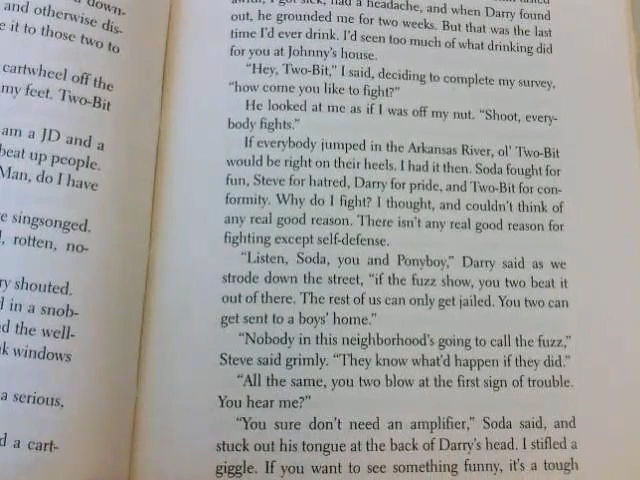 down-
and otherwise dis-
e it to those two to
cartwheel off the
my feet. Two-Bit
am a JD and a
beat up people.
Man, do I have
e singsonged.
, rotten, no-
ry shouted.
l in a snob-
d the well-
k windows
a serious,
d a cart-
I got sick, had a headache, and when Darry found
out, he grounded me for two weeks. But that was the last
time I'd ever drink. I'd seen too much of what drinking did
for you at Johnny's house.
"Hey, Two-Bit," I said, deciding to complete my survey,
"how come you like to fight?"
He looked at me as if I was off my nut. "Shoot, every-
body fights."
If everybody jumped in the Arkansas River, ol' Two-Bit
would be right on their heels. I had it then. Soda fought for
fun, Steve for hatred, Darry for pride, and Two-Bit for con-
formity. Why do I fight? I thought, and couldn't think of
any real good reason. There isn't any real good reason for
fighting except self-defense.
"Listen, Soda, you and Ponyboy," Darry said as we
strode down the street, "if the fuzz show, you two beat it
out of there. The rest of us can only get jailed. You two can
get sent to a boys' home."
"Nobody in this neighborhood's going to call the fuzz,"
Steve said grimly. "They know what'd happen if they did."
"All the same, you two blow at the first sign of trouble.
You hear me?"
"You sure don't need an amplifier," Soda said, and
stuck out his tongue at the back of Darry's head. I stifled a
giggle. If you want to see something funny, it's a tough